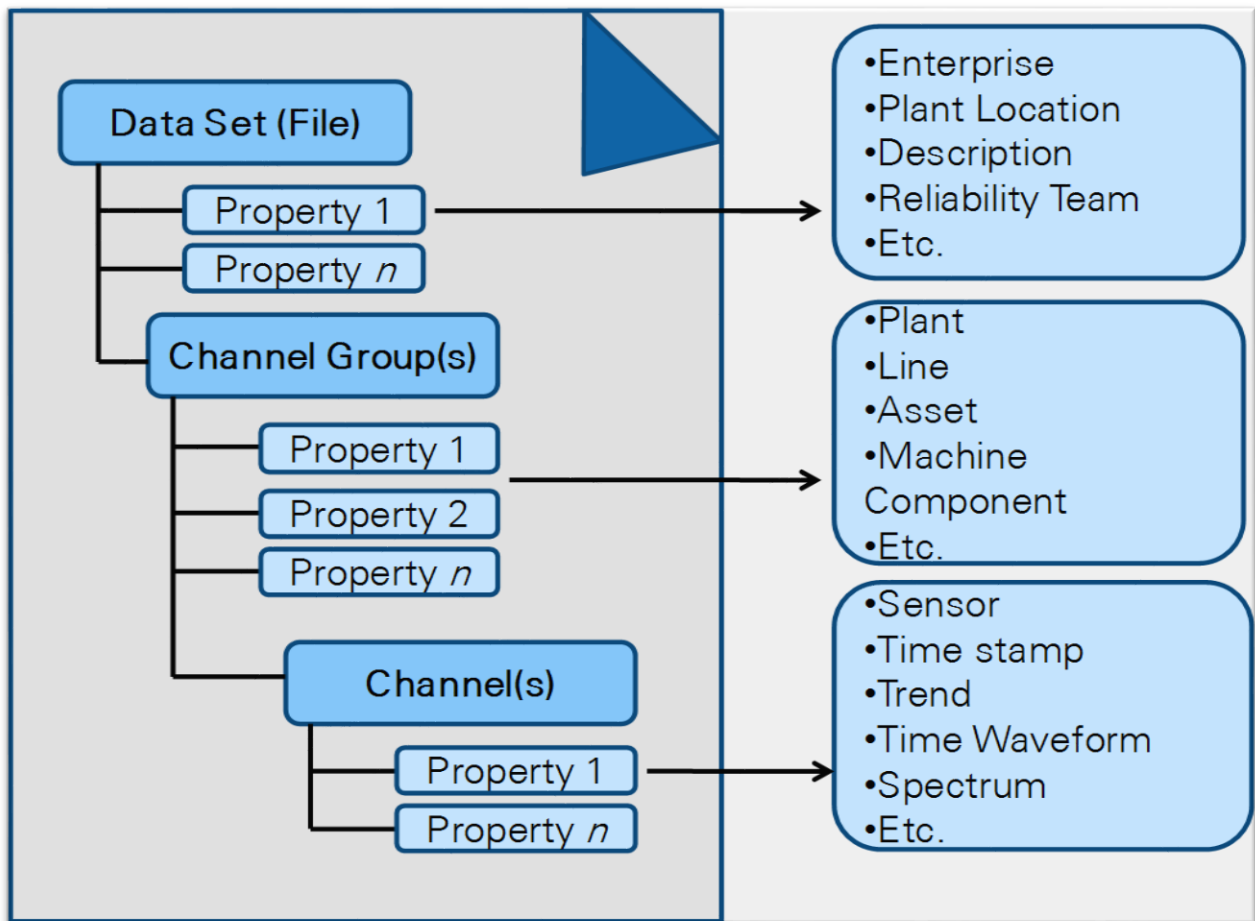 Data Set (File)
Property 1
Property n
Channel Group(s)
Property 1
Property 2
Property n
Channel(s)
Property 1
Property n
•Enterprise
•Plant Location
•Description
•Reliability Team
•Etc.
•Plant
•Line
•Asset
•Machine
Component
•Etc.
•Sensor
•Time stamp
•Trend
•Time Waveform
•Spectrum
•Etc.